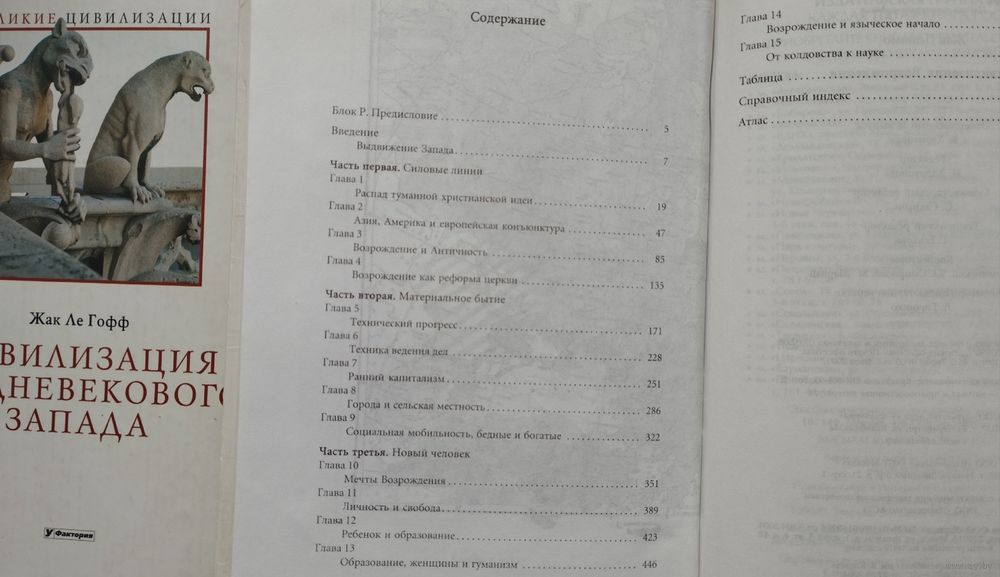 ЛИКИЕ ЦИВИЛИЗАЦИИ
Жак Ле Гофф
ВИЛИЗАЦИЯ
ДНЕВЕКОВОГО
ЗАПАДА
У Фактория
Содержание
Блок Р. Предисловие 5
Введение
Выдвижение Запада 7
Часть первая. Силовые линии
Глава 1
Распад туманной христианской идеи 19
Глава 2
Азия, Америка и европейская конъюнктура 47
Глава 3
Возрождение и Античность 85
Глава 4
Возрождение как реформа церкви 135
Часть вторая. Материальное бытие
Глава 5
Технический прогресс 171
Глава 6
Техника ведения дел 228
Глава 7
Ранний капитализм 251
Глава 8
Города и сельская местность 286
Глава 9
Социальная мобильность, бедные и богатые 322
Часть третья. Новый человек
Глава 10
Мечты Возрождения 351
Глава 11
Личность и свобода 389
Глава 12
Ребенок и образование 423
Глава 13
Образование, женщины и гуманизм 446
Глава 14
Возрождение и языческое начало
Глава 15
От колдовства к науке
Таблица
Справочный индекс
Атлас